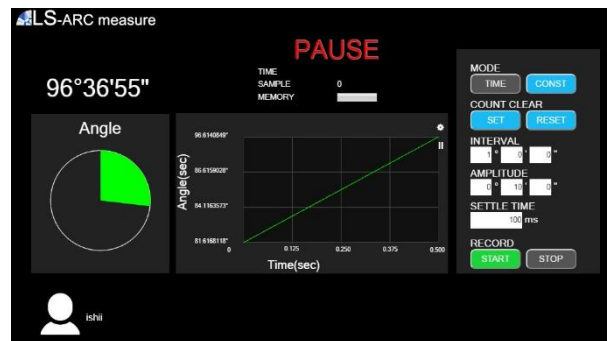 LS-ARC measure
PAUSE
96°36'55"
TIME
SAMPLE 0
MEMORY
Angle
Angle(sec)
96.6140849°
84.1163573°
81.6168118°
0 0.125 0.250 0.375 0.500
Time(sec)
MODE
TIME CONST
COUNT CLEAR
SET RESET
INTERVAL
1 ° 0 ' 0 "
AMPLITUDE
0 ° 10 ' 0 "
SETTLE TIME
100 ms
RECORD
START STOP
ishii